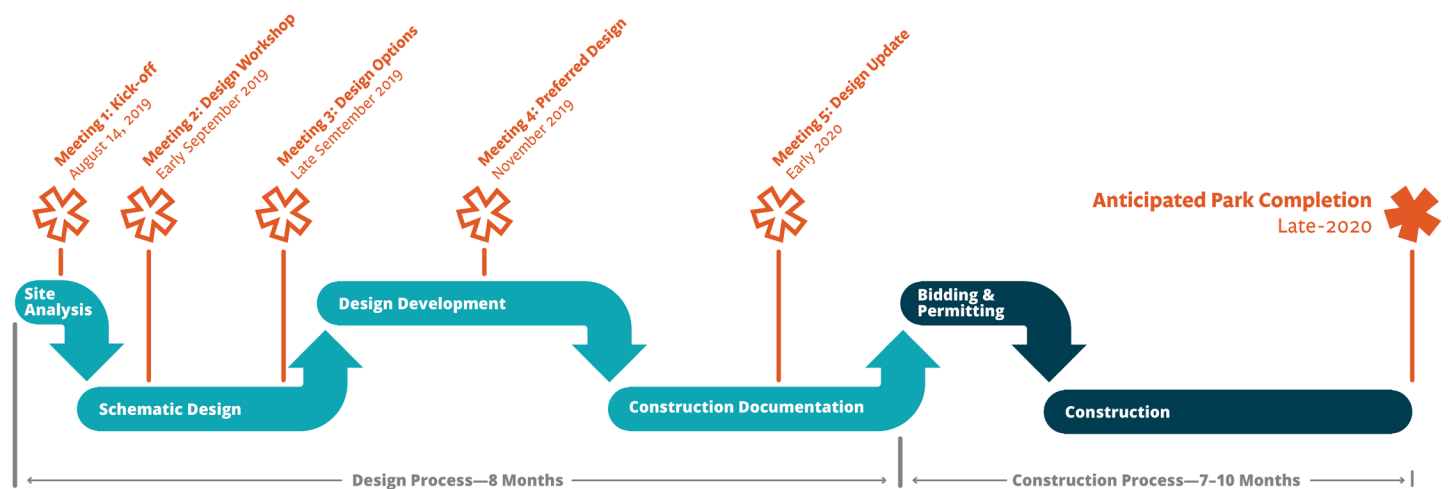 Meeting 1: Kick-off
August 14, 2019
Meeting 2: Design Workshop
Early September 2019
Meeting 3: Design Options
Late Semtember 2019
Meeting 4: Preferred Design
November 2019
Meeting 5: Design Update
Early 2020
Anticipated Park Completion
Late-2020
Site
Analysis
Design Development
Bidding &
Permitting
Schematic Design
Construction Documentation
Construction
Design Process—8 Months
Construction Process—7–10 Months